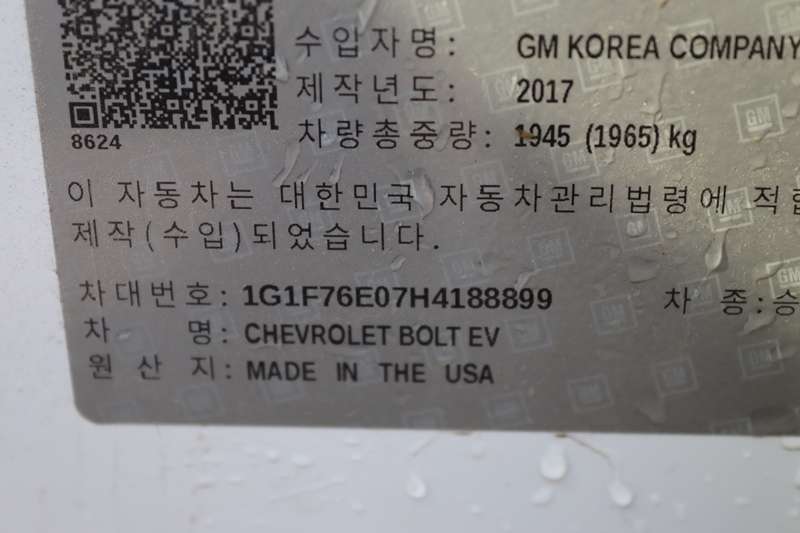 수입자명: GM KOREA COMPANY
제작년도: 2017
8624
차량총중량: 1945 (1965) kg
이 자동차는 대한민국 자동차관리법령에 적합
제작(수입)되었습니다.
차대번호: 1G1F76E07H4188899 차 종: 승
차 명: CHEVROLET BOLT EV
원산지: MADE IN THE USA